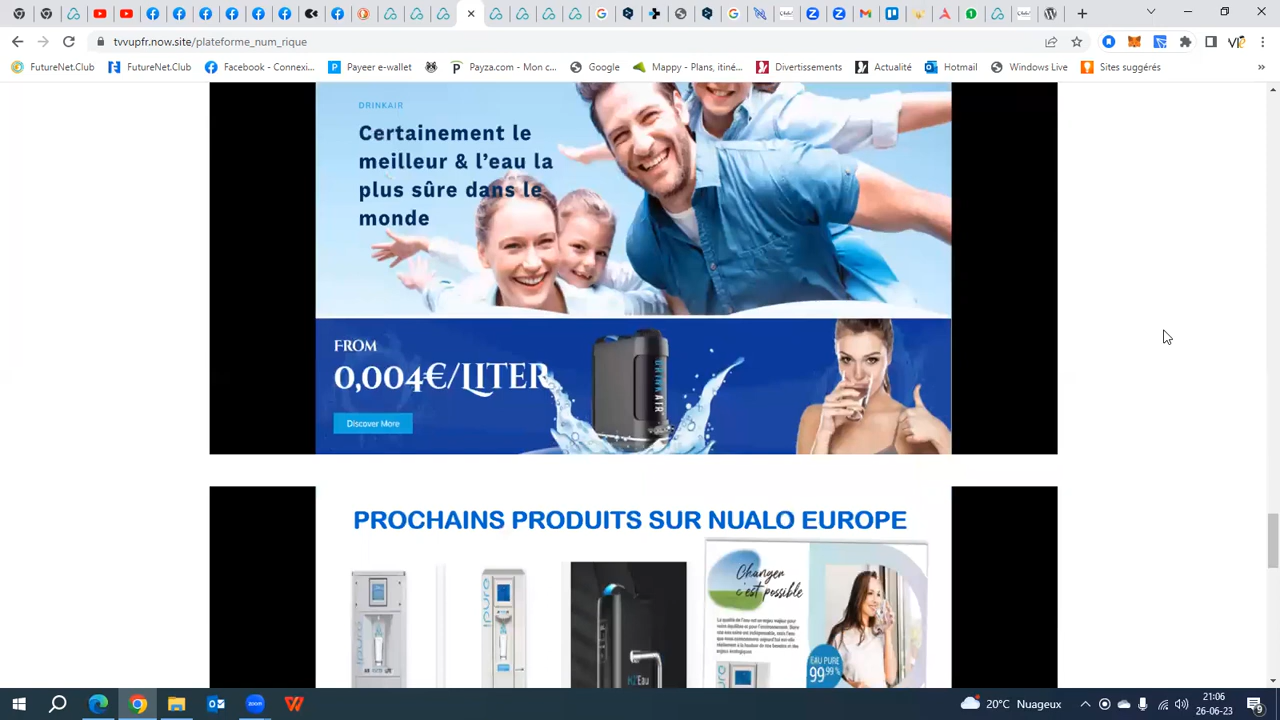 tvvupfr.now.site/plateforme_num_rique
FutureNet.Club
FutureNet.Club
Facebook - Connexi...
Payeer e-wallet
Payza.com - Mon c...
Google
Mappy - Plans, itiné...
Divertissements
Actualité
Hotmail
Windows Live
Sites suggérés
DRINKAIR
Certainement le
meilleur & l'eau la
plus sûre dans le
monde
FROM
0,004€/LITER
Discover More
DRINKAIR
PROCHAINS PRODUITS SUR NUALO EUROPE
Changer
c'est possible
EAU PURE
99,99 %
20°C Nuageux
21:06
26-06-23